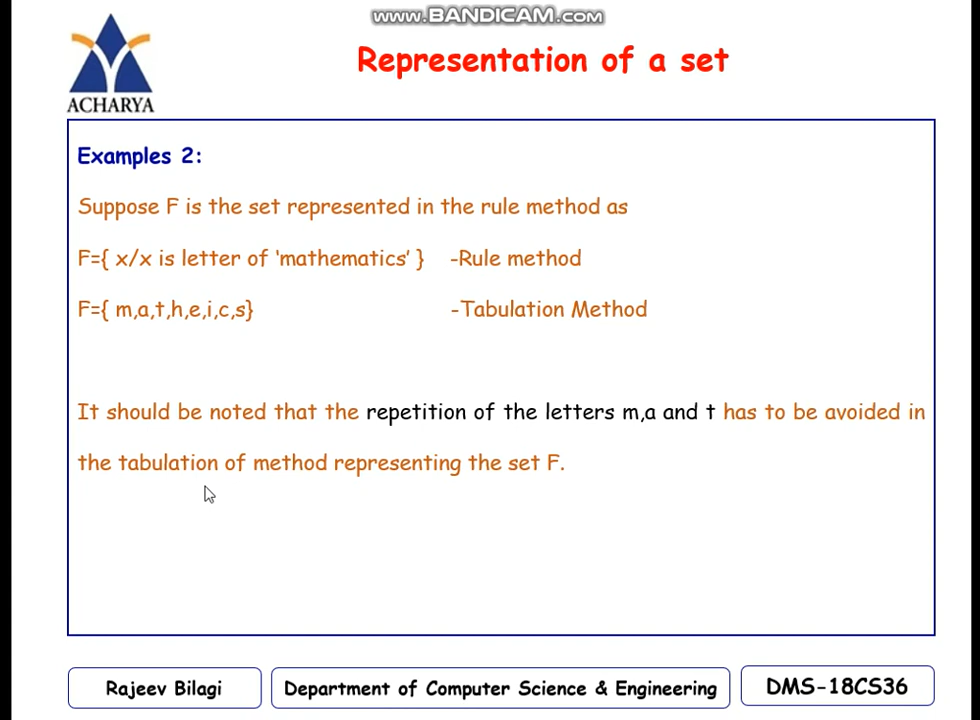 www.BANDICAM.com
Representation of a set
ACHARYA
Examples 2:
Suppose F is the set represented in the rule method as
F={ x/x is letter of ‘mathematics’ } -Rule method
F={ m,a,t,h,e,i,c,s} -Tabulation Method
It should be noted that the repetition of the letters m,a and t has to be avoided in
the tabulation of method representing the set F.
Rajeev Bilagi
Department of Computer Science & Engineering
DMS-18CS36